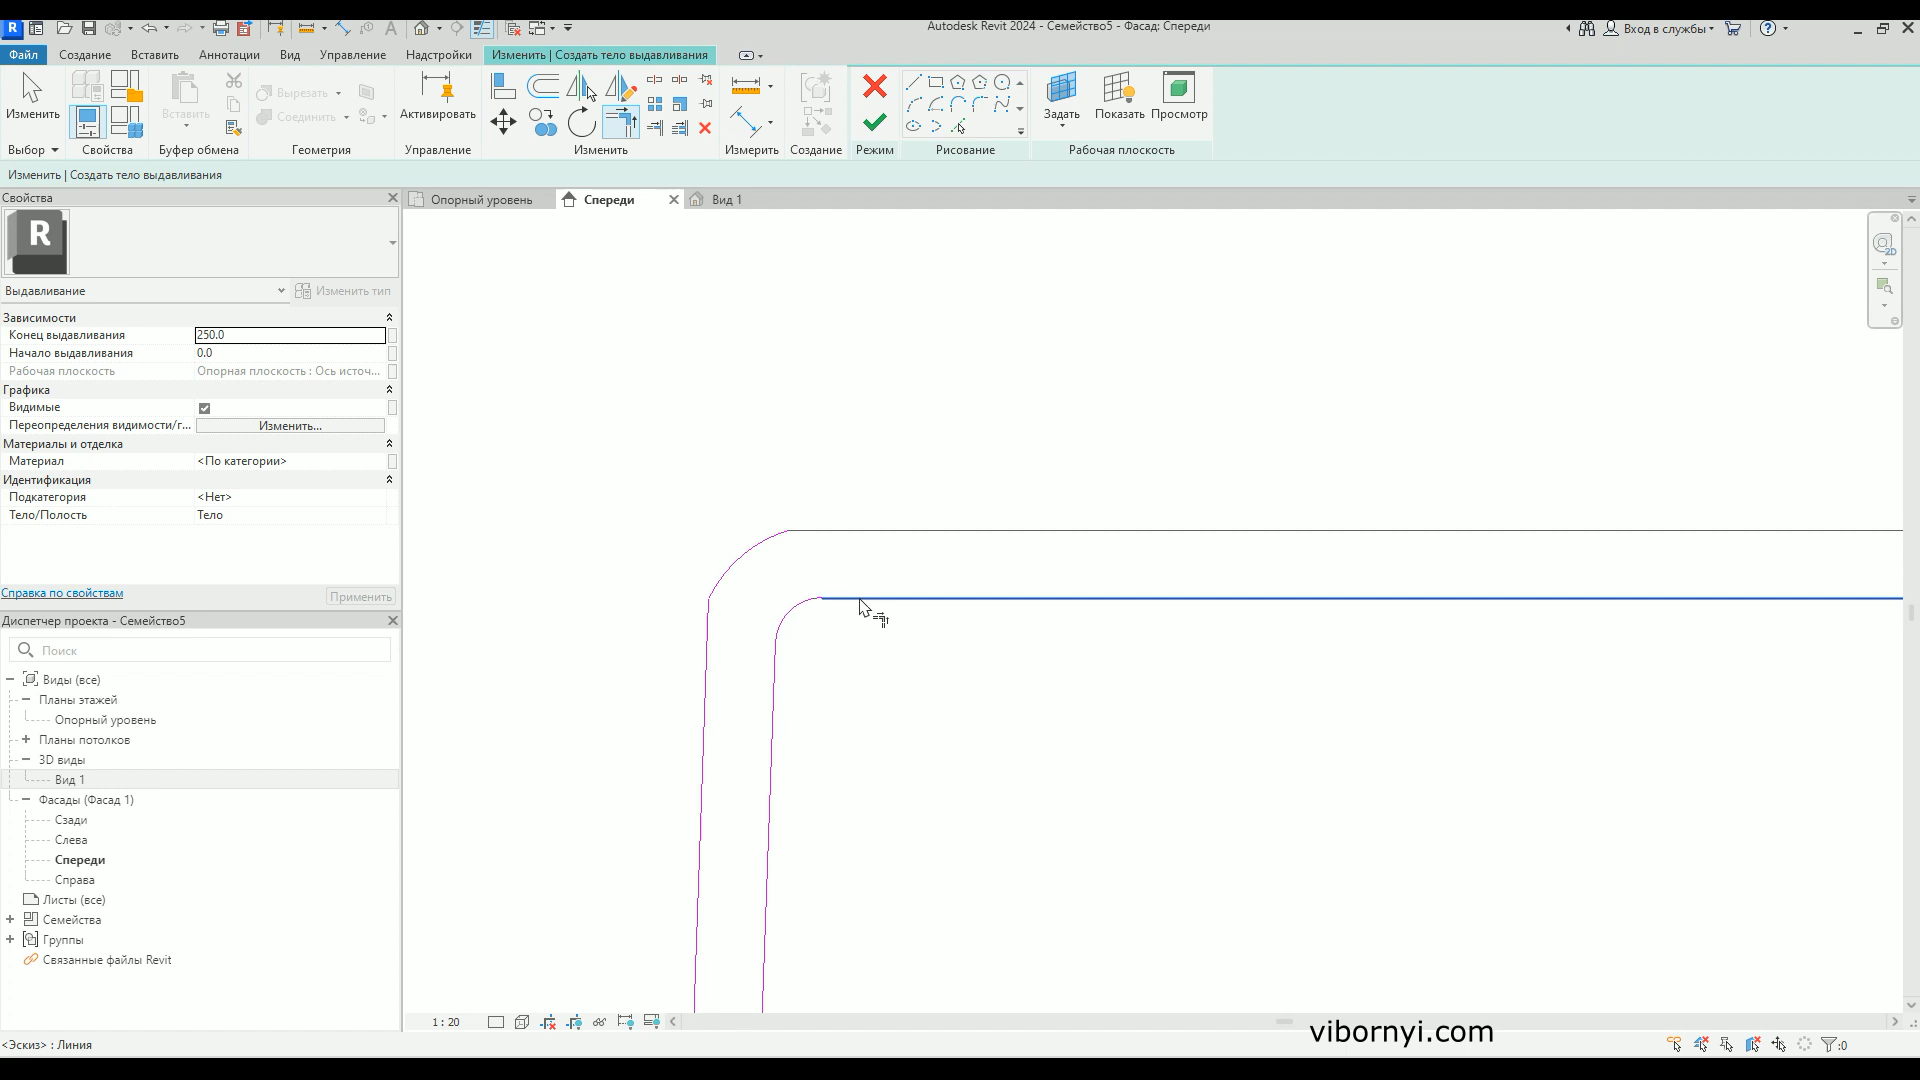 Autodesk Revit 2024 - Семейство5 - Фасад: Спереди
Вход в службы
Файл
Создание
Вставить
Аннотации
Вид
Управление
Надстройки
Изменить | Создать тело выдавливания
Изменить
Вставить
Вырезать
Соединить
Активировать
Задать
Показать
Просмотр
Выбор
Свойства
Буфер обмена
Геометрия
Управление
Изменить
Измерить
Создание
Режим
Рисование
Рабочая плоскость
Изменить | Создать тело выдавливания
Свойства
R
Выдавливание
Изменить тип
Зависимости
Конец выдавливания 250.0
Начало выдавливания 0.0
Рабочая плоскость Опорная плоскость : Ось источ...
Графика
Видимые
Переопределения видимости/г... Изменить...
Материалы и отделка
Материал <По категории>
Идентификация
Подкатегория <Нет>
Тело/Полость Тело
Справка по свойствам
Применить
Диспетчер проекта - Семейство5
Поиск
Виды (все)
Планы этажей
Опорный уровень
Планы потолков
3D виды
Вид 1
Фасады (Фасад 1)
Сзади
Слева
Спереди
Справа
Листы (все)
Семейства
Группы
Связанные файлы Revit
Опорный уровень
Спереди
Вид 1
2D
1 : 20
vibornyi.com
<Эскиз> : Линия
:0